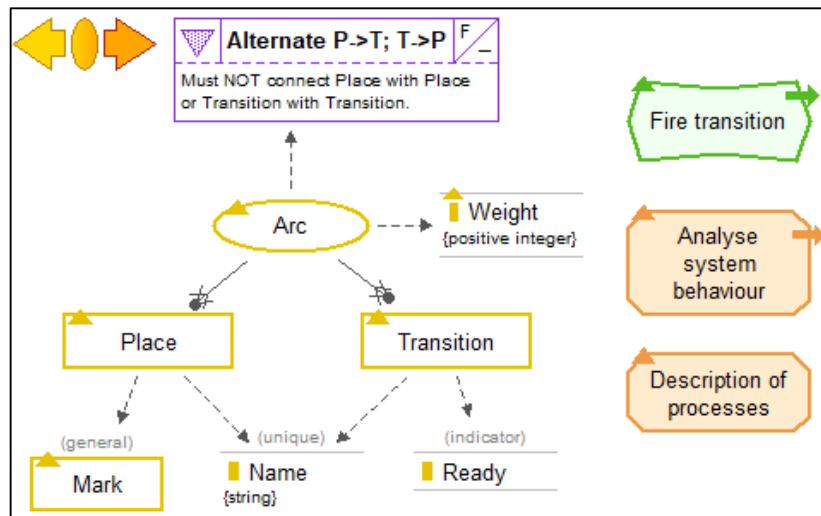 Alternate P->T; T->P
F
–
Must NOT connect Place with Place
or Transition with Transition.
Fire transition
Arc
Weight
{positive integer}
Analyse
system
behaviour
Place
Transition
Description of
processes
(general)
(unique)
(indicator)
Mark
Name
{string}
Ready